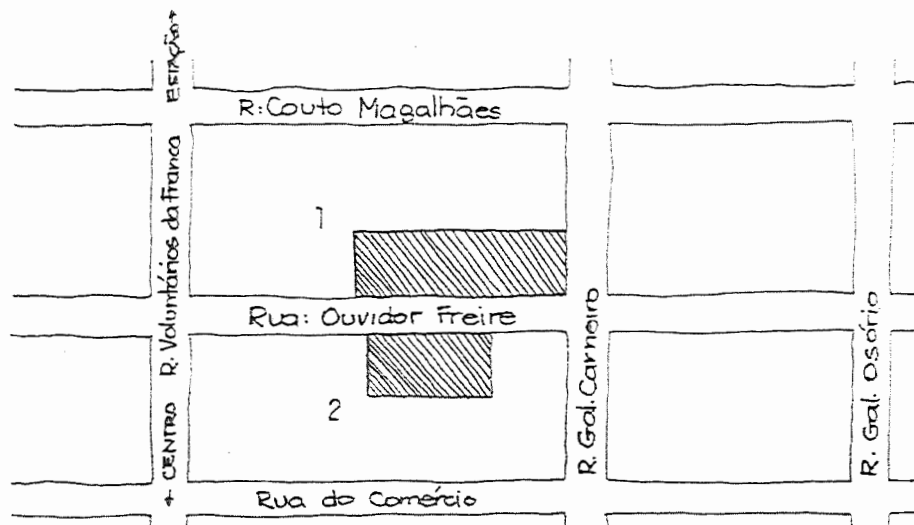 R: Couto Magalhães
1
Rua: Ouvidor Freire
2
Rua do Comércio
← CENTRO R. Voluntários da Franca ESTAÇÃO →
R. Gal. Carneiro
R. Gal. Osório